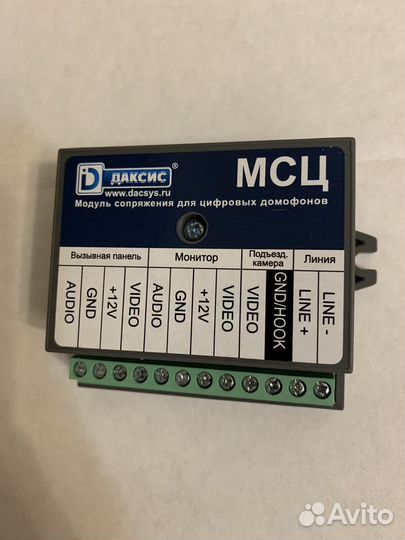 ДАКСИС ®
www.dacsys.ru
МСЦ
Модуль сопряжения для цифровых домофонов
Вызывная панель
Монитор
Подъезд. камера
Линия
AUDIO
GND
+12V
VIDEO
AUDIO
GND
+12V
VIDEO
VIDEO
GND/HOOK
LINE +
LINE -
Avito